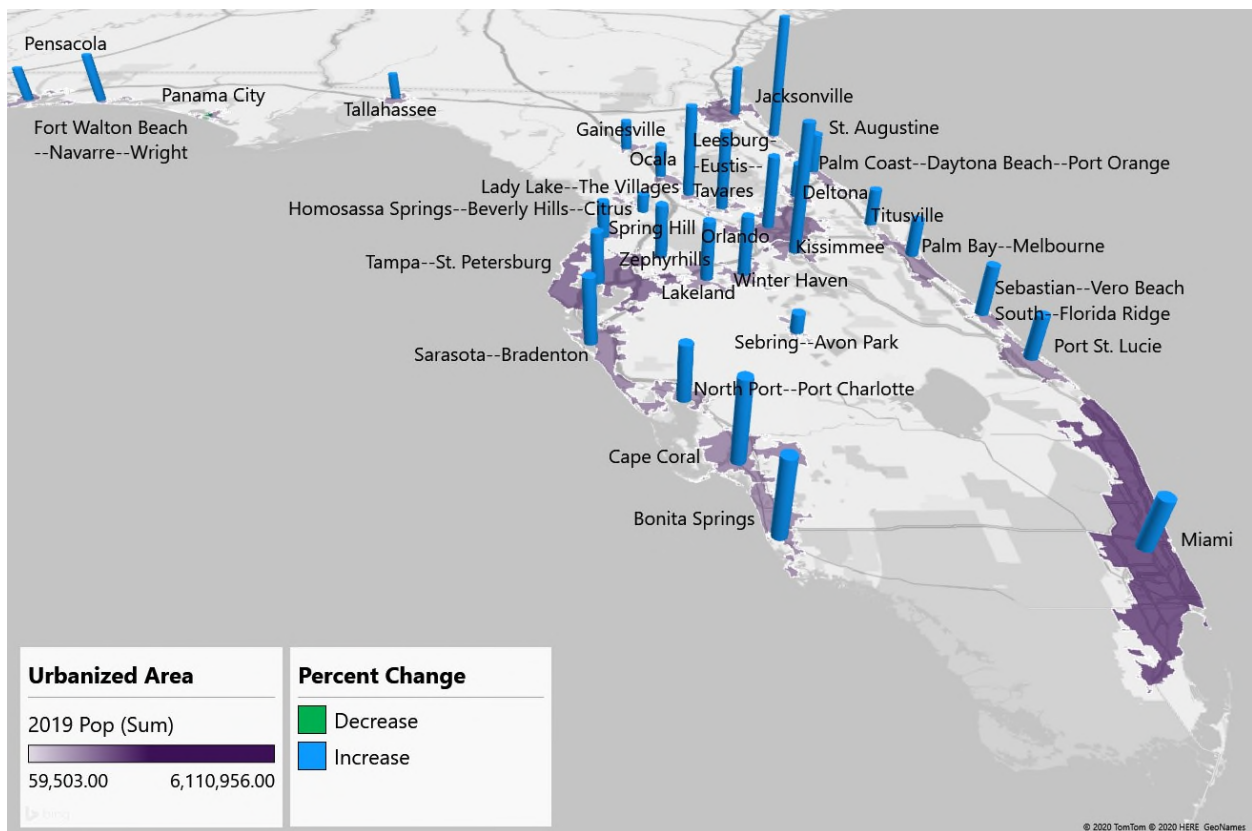 Pensacola
Fort Walton Beach
--Navarre--Wright
Panama City
Tallahassee
Jacksonville
Gainesville
Leesburg-
-Eustis--
Tavares
St. Augustine
Ocala
Palm Coast--Daytona Beach--Port Orange
Lady Lake--The Villages
Deltona
Homosassa Springs--Beverly Hills--Citrus
Titusville
Spring Hill
Orlando
Kissimmee
Palm Bay--Melbourne
Tampa--St. Petersburg
Zephyrhills
Winter Haven
Lakeland
Sebastian--Vero Beach
South--Florida Ridge
Sebring--Avon Park
Port St. Lucie
Sarasota--Bradenton
North Port--Port Charlotte
Cape Coral
Bonita Springs
Miami
Urbanized Area
2019 Pop (Sum)
59,503.00 6,110,956.00
bing
Percent Change
Decrease
Increase
© 2020 TomTom © 2020 HERE, GeoNames